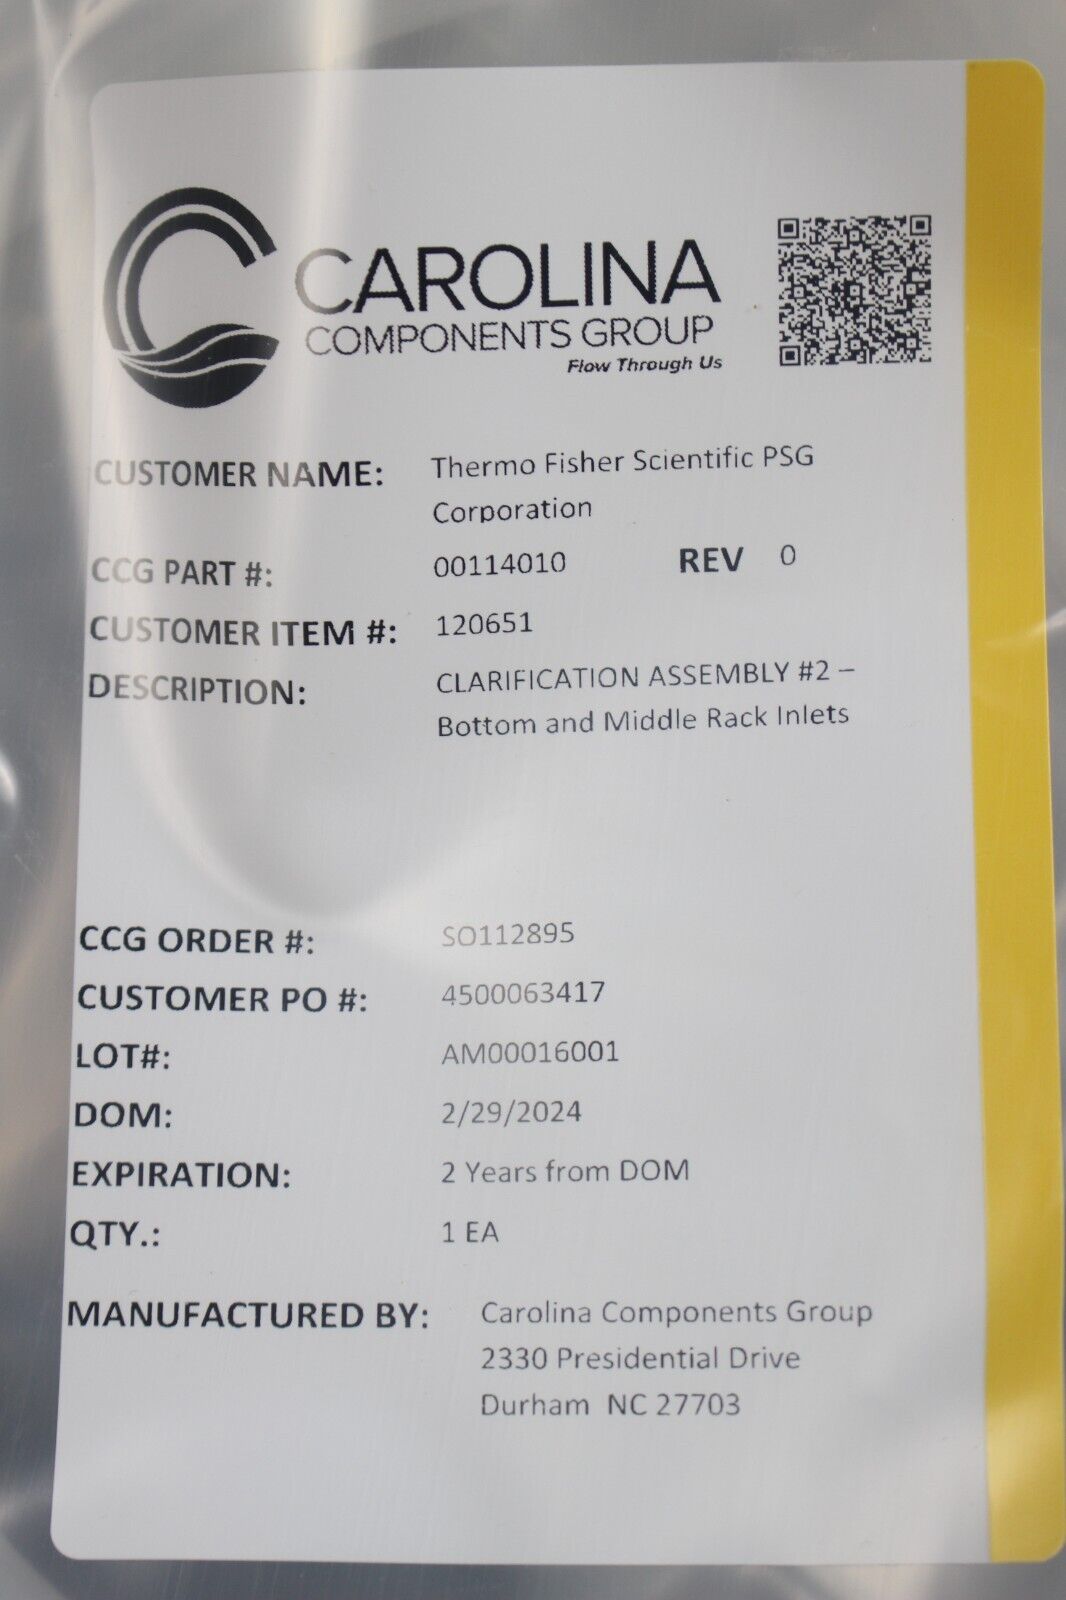 CAROLINA
COMPONENTS GROUP
Flow Through Us
CUSTOMER NAME: Thermo Fisher Scientific PSG
Corporation
CCG PART #: 00114010 REV 0
CUSTOMER ITEM #: 120651
DESCRIPTION: CLARIFICATION ASSEMBLY #2 –
Bottom and Middle Rack Inlets
CCG ORDER #: SO112895
CUSTOMER PO #: 4500063417
LOT#: AM00016001
DOM: 2/29/2024
EXPIRATION: 2 Years from DOM
QTY.: 1 EA
MANUFACTURED BY: Carolina Components Group
2330 Presidential Drive
Durham NC 27703